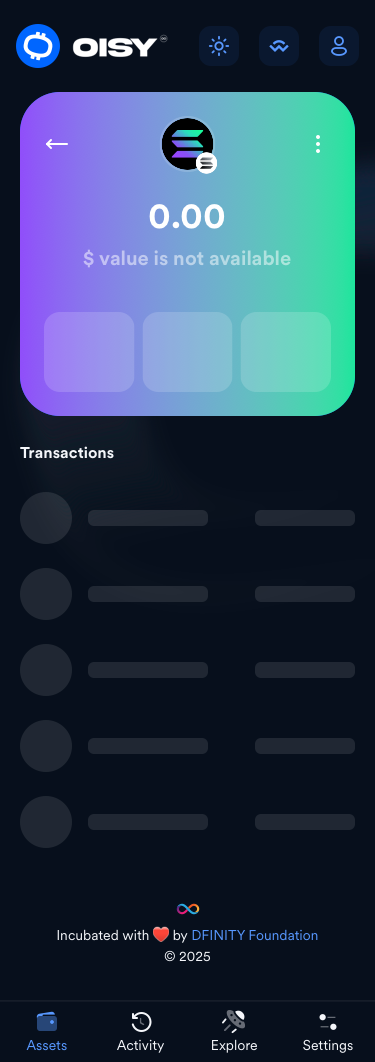 OISY
0.00
$ value is not available
Transactions
Incubated with ❤️ by DFINITY Foundation
© 2025
Assets Activity Explore Settings